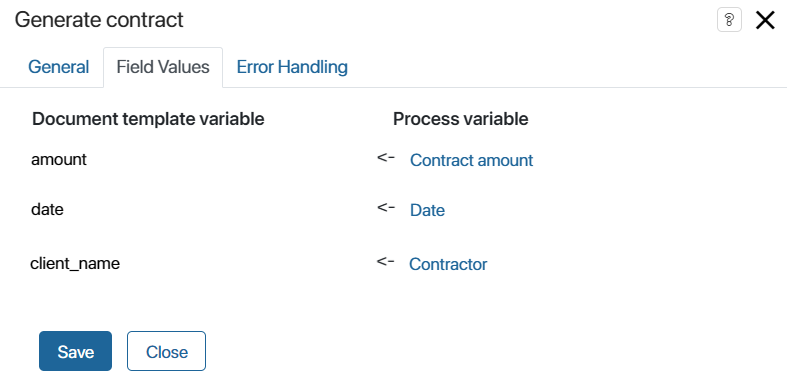 Generate contract ?
General Field Values Error Handling
Document template variable Process variable
amount <- Contract amount
date <- Date
client_name <- Contractor
Save Close